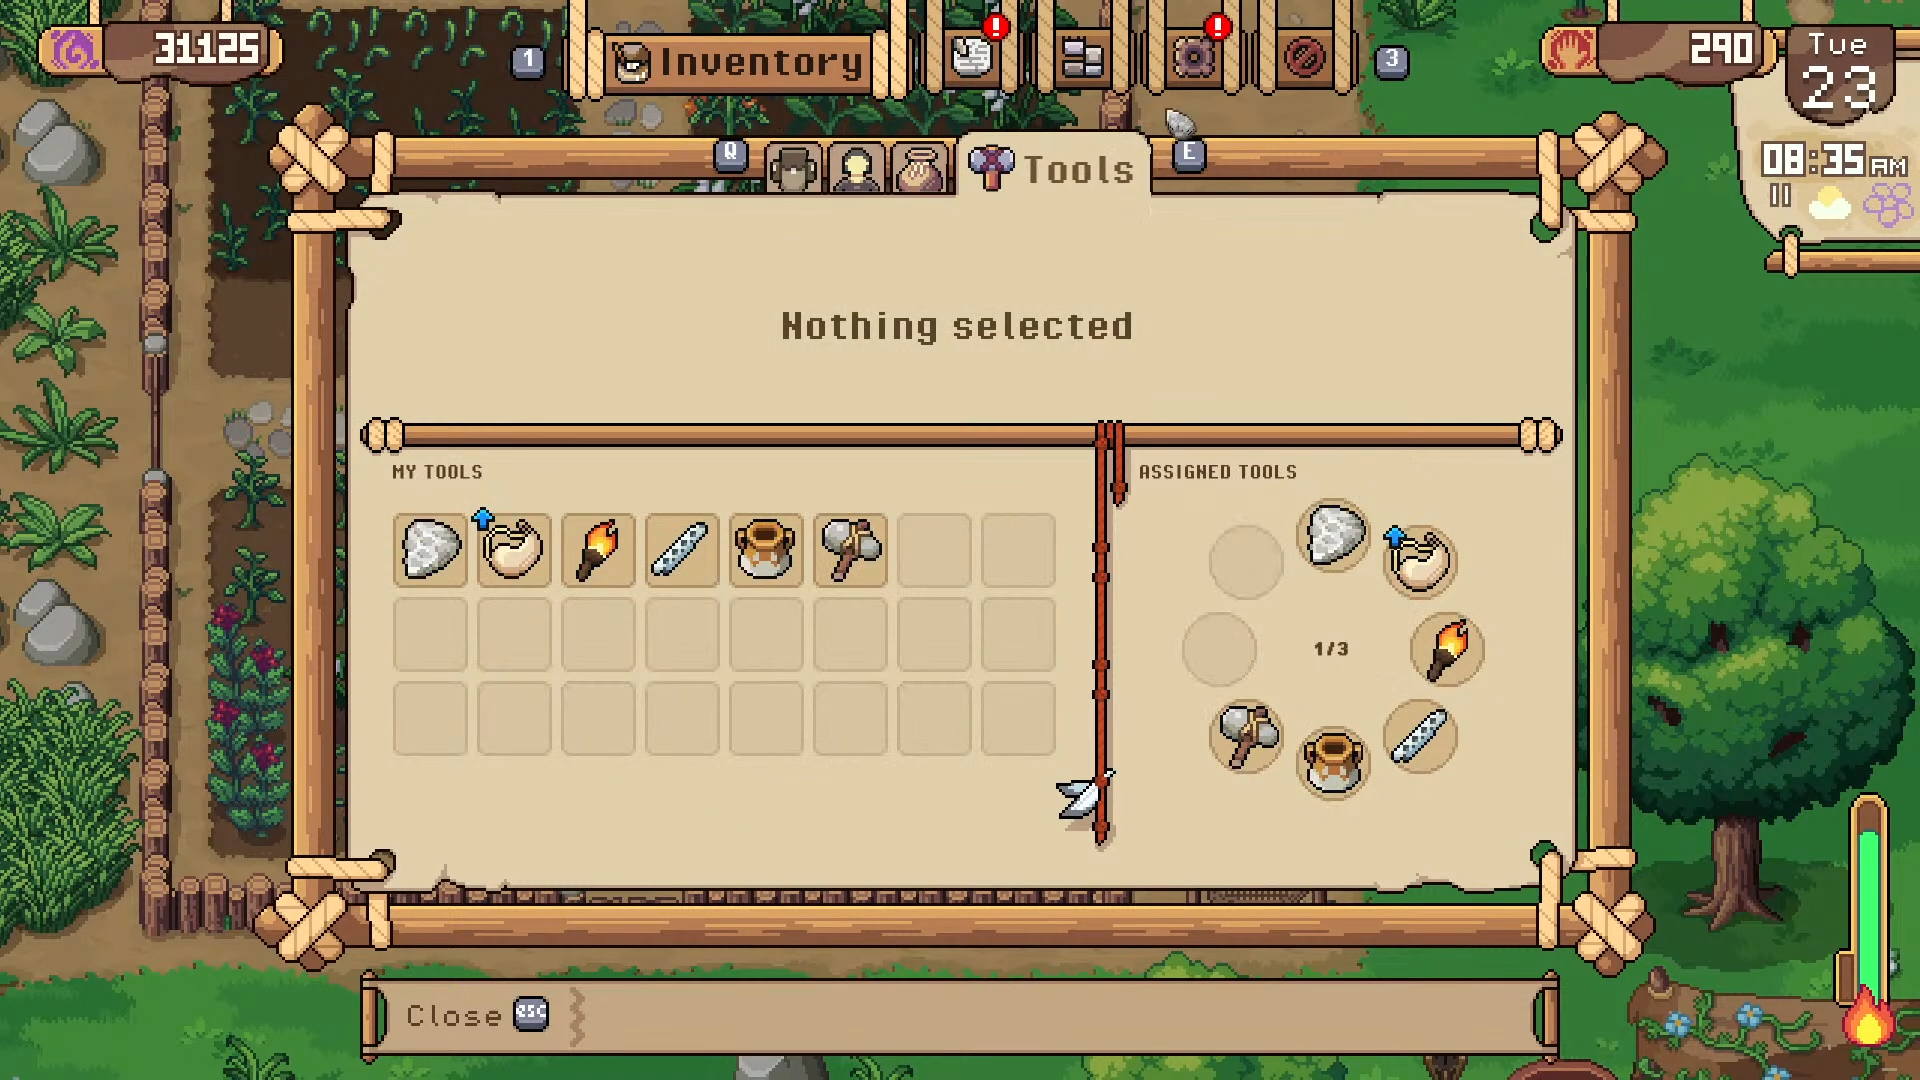 31125
1
Inventory
3
290
Tue
23
08:35 AM
Q
Tools
E
Nothing selected
MY TOOLS
ASSIGNED TOOLS
1/3
Close esc